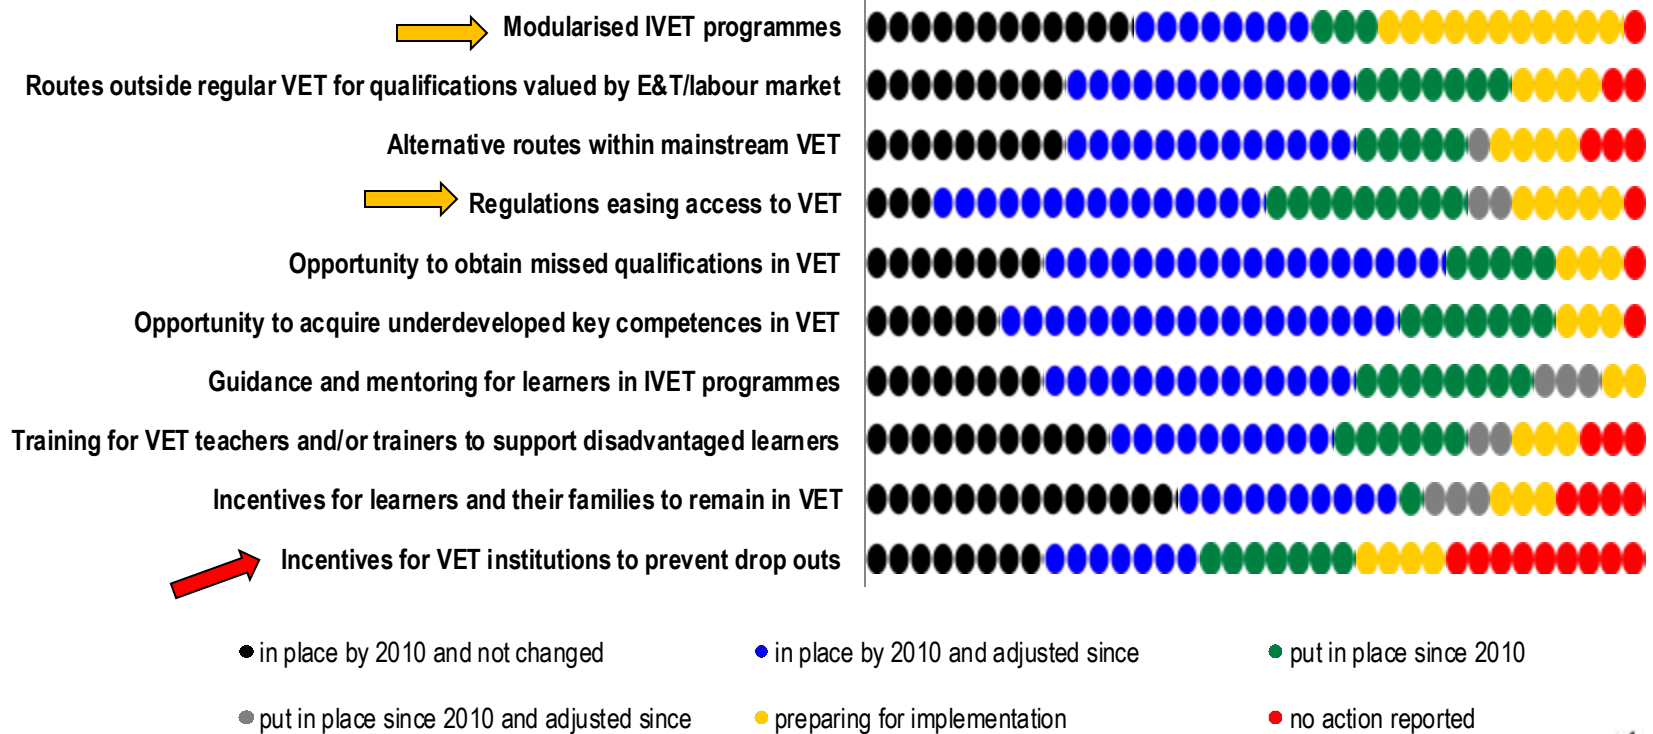 Modularised IVET programmes
Routes outside regular VET for qualifications valued by E&T/labour market
Alternative routes within mainstream VET
Regulations easing access to VET
Opportunity to obtain missed qualifications in VET
Opportunity to acquire underdeveloped key competences in VET
Guidance and mentoring for learners in IVET programmes
Training for VET teachers and/or trainers to support disadvantaged learners
Incentives for learners and their families to remain in VET
Incentives for VET institutions to prevent drop outs
in place by 2010 and not changed
in place by 2010 and adjusted since
put in place since 2010
put in place since 2010 and adjusted since
preparing for implementation
no action reported